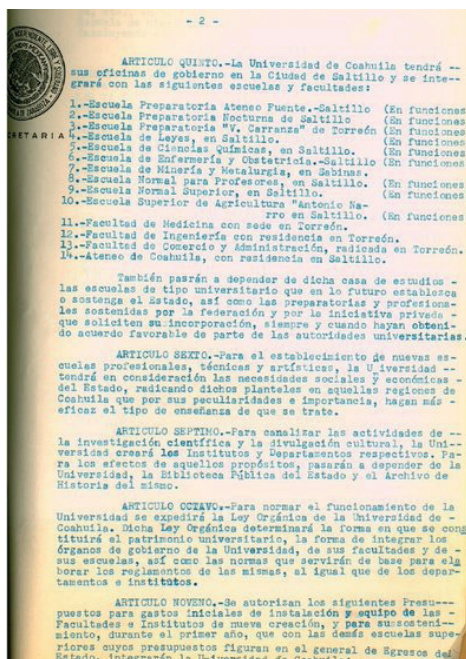 - 2 -
ARTICULO QUINTO.-La Universidad de Coahuila tendrá --
sus oficinas de gobierno en la Ciudad de Saltillo y se inte--
grará con las siguientes escuelas y facultades:
1.-Escuela Preparatoria Ateneo Fuente.-Saltillo (En funciones
2.-Escuela Preparatoria Nocturna de Saltillo (En funciones
3.-Escuela Preparatoria "V. Carranza" de Torreón (En funciones
4.-Escuela de Leyes, en Saltillo. (En funciones
5.-Escuela de Ciencias Químicas, en Saltillo. (En funciones
6.-Escuela de Enfermería y Obstetricia.-Saltillo (En funciones
7.-Escuela de Minería y Metalurgia, en Sabinas.
8.-Escuela Normal para Profesores, en Saltillo. (En funciones
9.-Escuela Normal Superior, en Saltillo. (En funciones
10.-Escuela Superior de Agricultura "Antonio Na-
rro en Saltillo. (En funciones
11.-Facultad de Medicina con sede en Torreón.
12.-Facultad de Ingeniería con residencia en Torreón.
13.-Facultad de Comercio y Administración, radicada en Torreón.
14.-Ateneo de Coahuila, con residencia en Saltillo.
También pasrán a depender de dicha casa de estudios -
las escuelas de tipo universitario que en lo futuro establezca
o sostenga el Estado, así como las preparatorias y profesiona-
les sostenidas por la federación y por la iniciativa privada -
que soliciten su incorporación, siempre y cuando hayan obteni-
do acuerdo favorable de parte de las autoridades universitarias.
ARTICULO SEXTO.-Para el establecimiento de nuevas es-
cuelas profesionales, técnicas y artísticas, la U iversidad --
tendrá en consideración las necesidades sociales y económicas -
del Estado, radicando dichos planteles en aquellas regiones de
Coahuila que por sus peculiaridades e importancia, hagan más -
eficaz el tipo de enseñanza de que se trate.
ARTICULO SEPTIMO.-Para canalizar las actividades de --
la investigación científica y la divulgación cultural, la Uni--
versidad creará los Institutos y Departamentos respectivos. Pa-
ra los efectos de aquellos propósitos, pasarán a depender de la
Universidad, la Biblioteca Pública del Estado y el Archivo de
Historia del mismo.
ARTICULO OCTAVO.-Para normar el funcionamiento de la
Universidad se expedirá la Ley Orgánica de la Universidad de -
Coahuila. Dicha Ley Orgánica determinará la forma en que se cons
tituirá el patrimonio universitario, la forma de integrar los
órganos de gobierno de la Universidad, de sus facultades y de -
sus escuelas, así como las normas que servirán de base para ela
borar los reglamentos de las mismas, al igual que de los depar-
tamentos e institutos.
ARTICULO NOVENO.-Se autorizan los siguientes Presu---
puestos para gastos iniciales de instalación y equipo de las -
Facultades e Institutos de nueva creación, y para su sosteni--
miento, durante el primer año, que con las demás escuelas supe-
riores cuyos presupuestos figuran en el general de Egresos del
Estado, integrarán la Universidad de Coahuila.